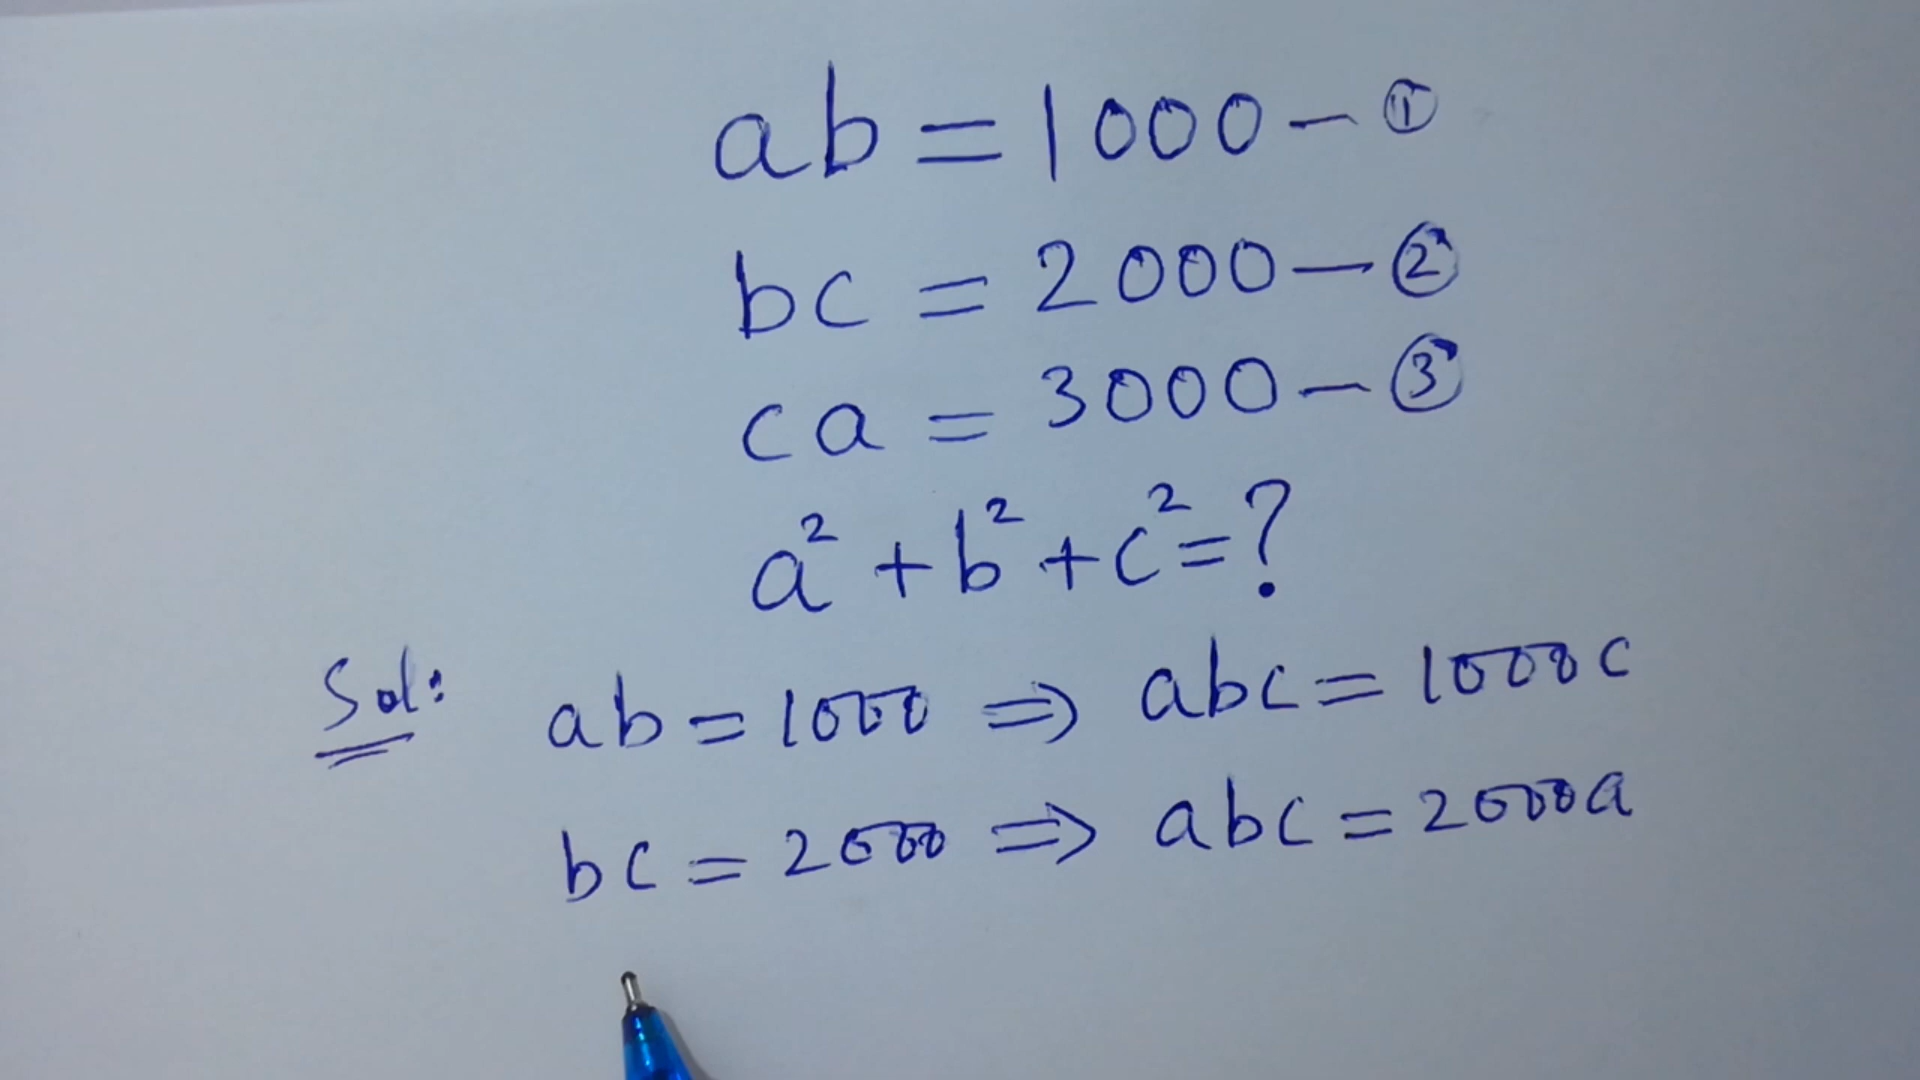 ab = 1000 — ①
bc = 2000 — ②
ca = 3000 — ③
a² + b² + c² = ?
Sol: ab = 1000 ⇒ abc = 1000c
bc = 2000 ⇒ abc = 2000a